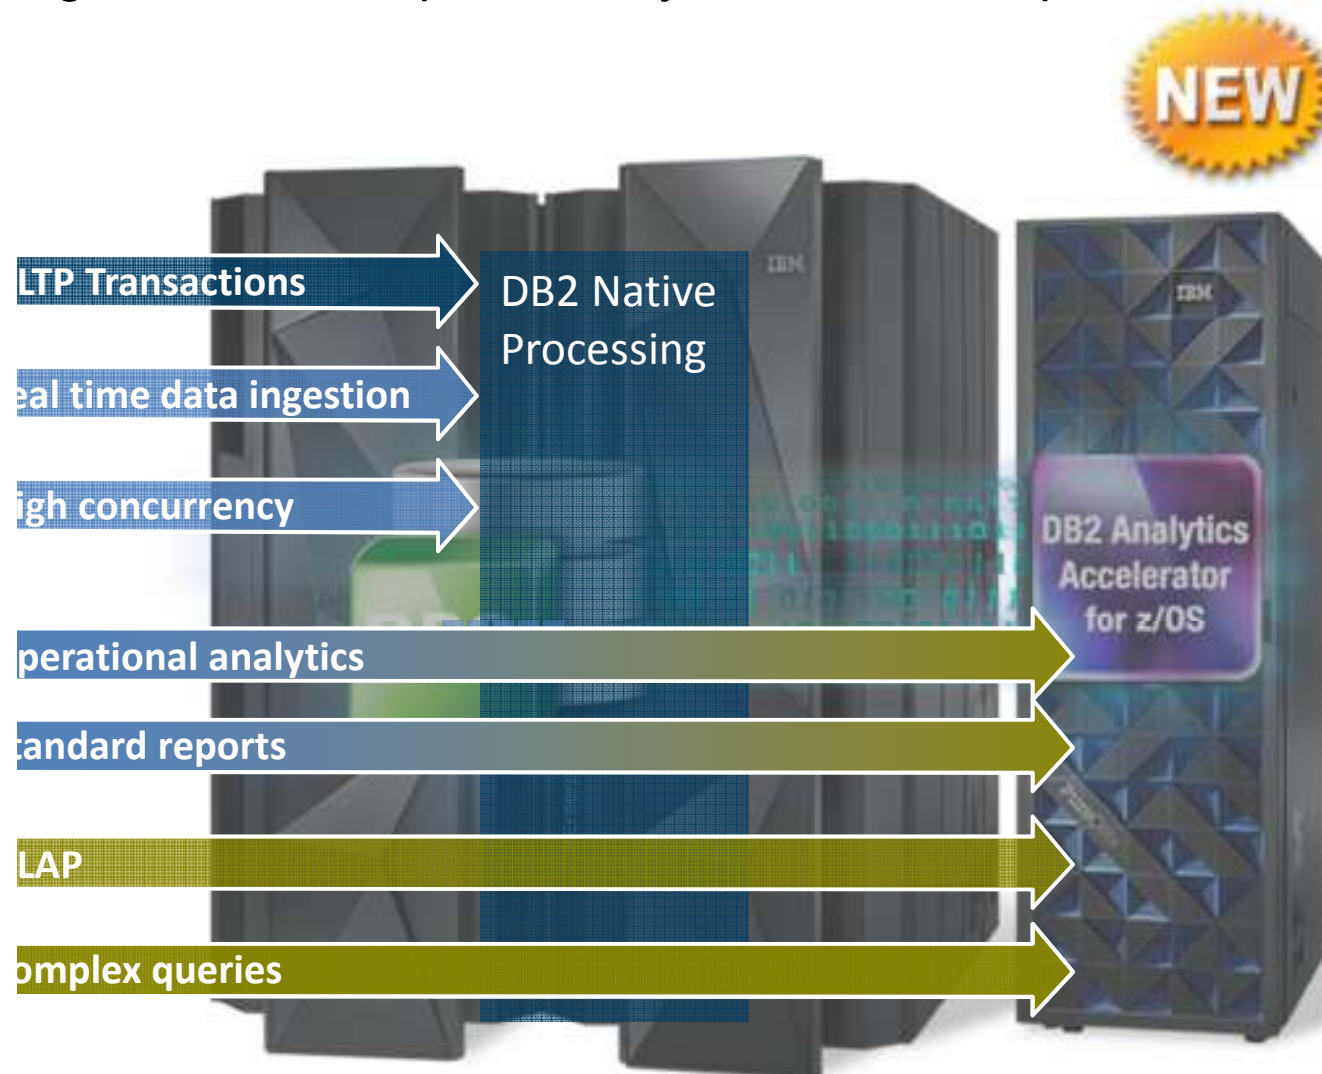 NEW
IBM
IBM
LTP Transactions
DB2 Native
Processing
eal time data ingestion
igh concurrency
DB2 Analytics
Accelerator
for z/OS
perational analytics
tandard reports
LAP
omplex queries